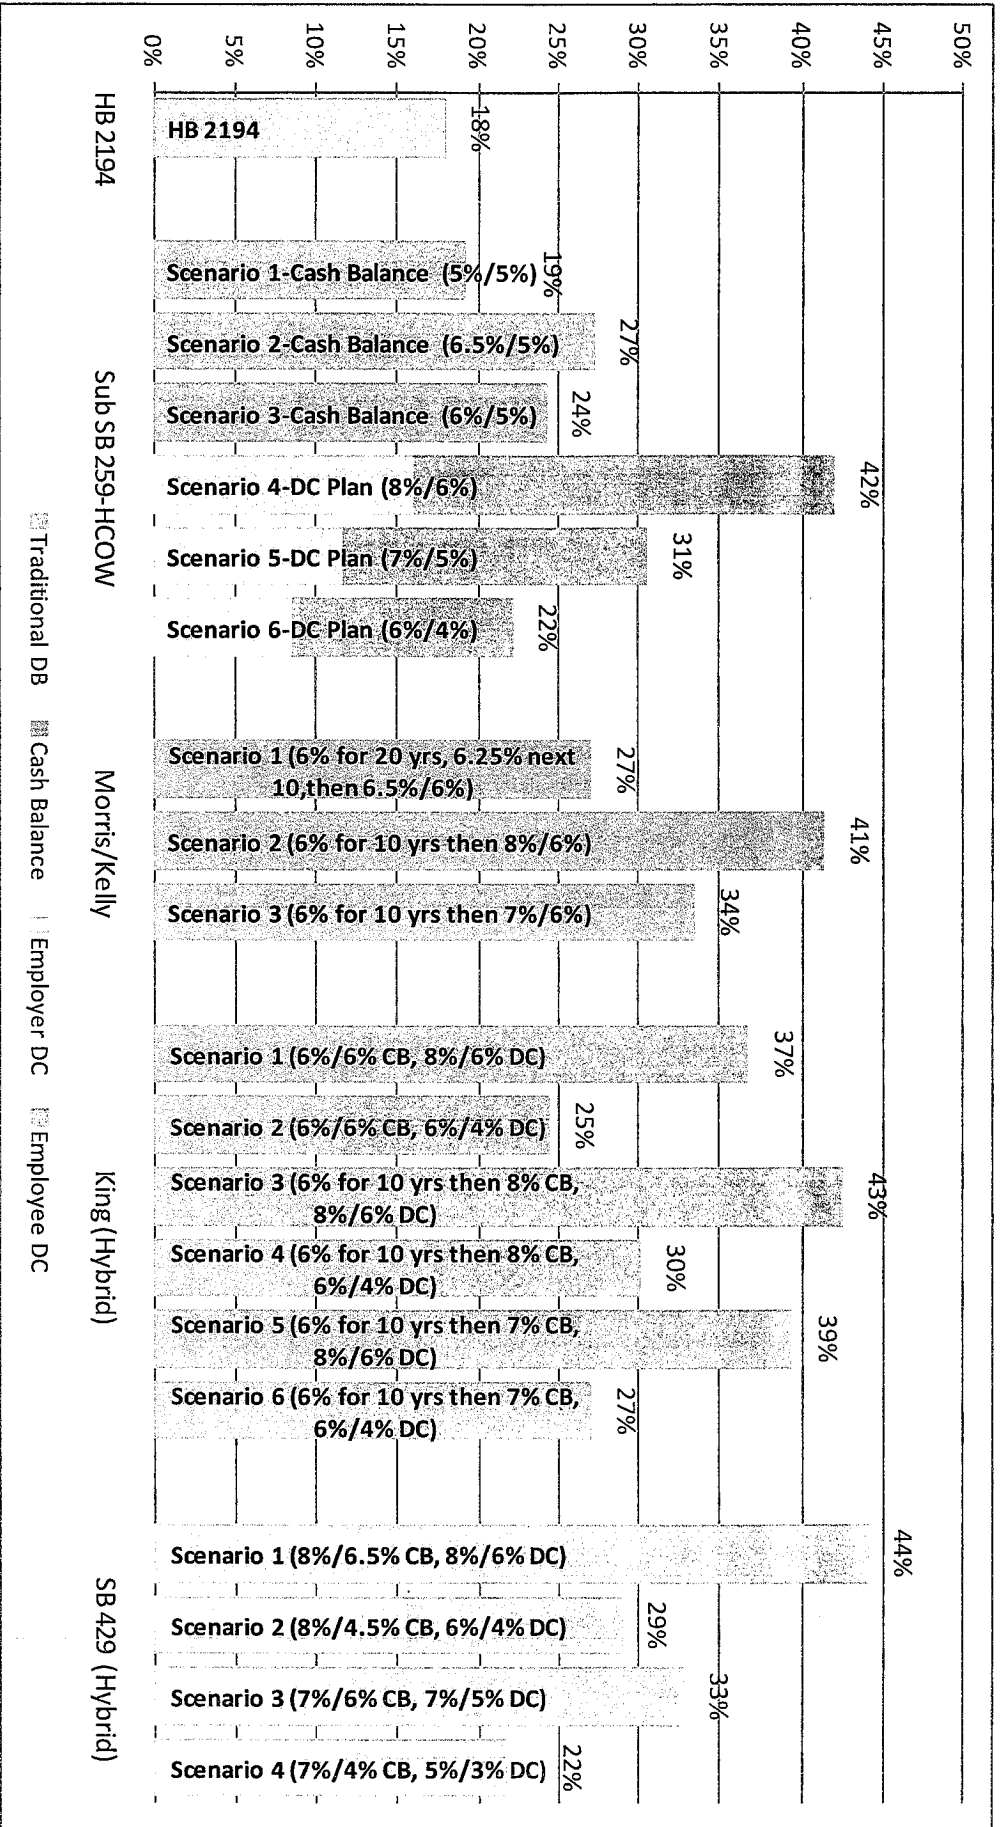 50%
45%
40%
35%
30%
25%
20%
15%
10%
5%
0%
18%
HB 2194
19%
Scenario 1-Cash Balance (5%/5%)
27%
Scenario 2-Cash Balance (6.5%/5%)
24%
Scenario 3-Cash Balance (6%/5%)
42%
Scenario 4-DC Plan (8%/6%)
31%
Scenario 5-DC Plan (7%/5%)
22%
Scenario 6-DC Plan (6%/4%)
27%
Scenario 1 (6% for 20 yrs, 6.25% next
10,then 6.5%/6%)
41%
Scenario 2 (6% for 10 yrs then 8%/6%)
34%
Scenario 3 (6% for 10 yrs then 7%/6%)
37%
Scenario 1 (6%/6% CB, 8%/6% DC)
25%
Scenario 2 (6%/6% CB, 6%/4% DC)
43%
Scenario 3 (6% for 10 yrs then 8% CB,
8%/6% DC)
30%
Scenario 4 (6% for 10 yrs then 8% CB,
6%/4% DC)
39%
Scenario 5 (6% for 10 yrs then 7% CB,
8%/6% DC)
27%
Scenario 6 (6% for 10 yrs then 7% CB,
6%/4% DC)
44%
Scenario 1 (8%/6.5% CB, 8%/6% DC)
29%
Scenario 2 (8%/4.5% CB, 6%/4% DC)
33%
Scenario 3 (7%/6% CB, 7%/5% DC)
22%
Scenario 4 (7%/4% CB, 5%/3% DC)
HB 2194
Sub SB 259-HCOW
Morris/Kelly
King (Hybrid)
SB 429 (Hybrid)
Traditional DB
Cash Balance
Employer DC
Employee DC